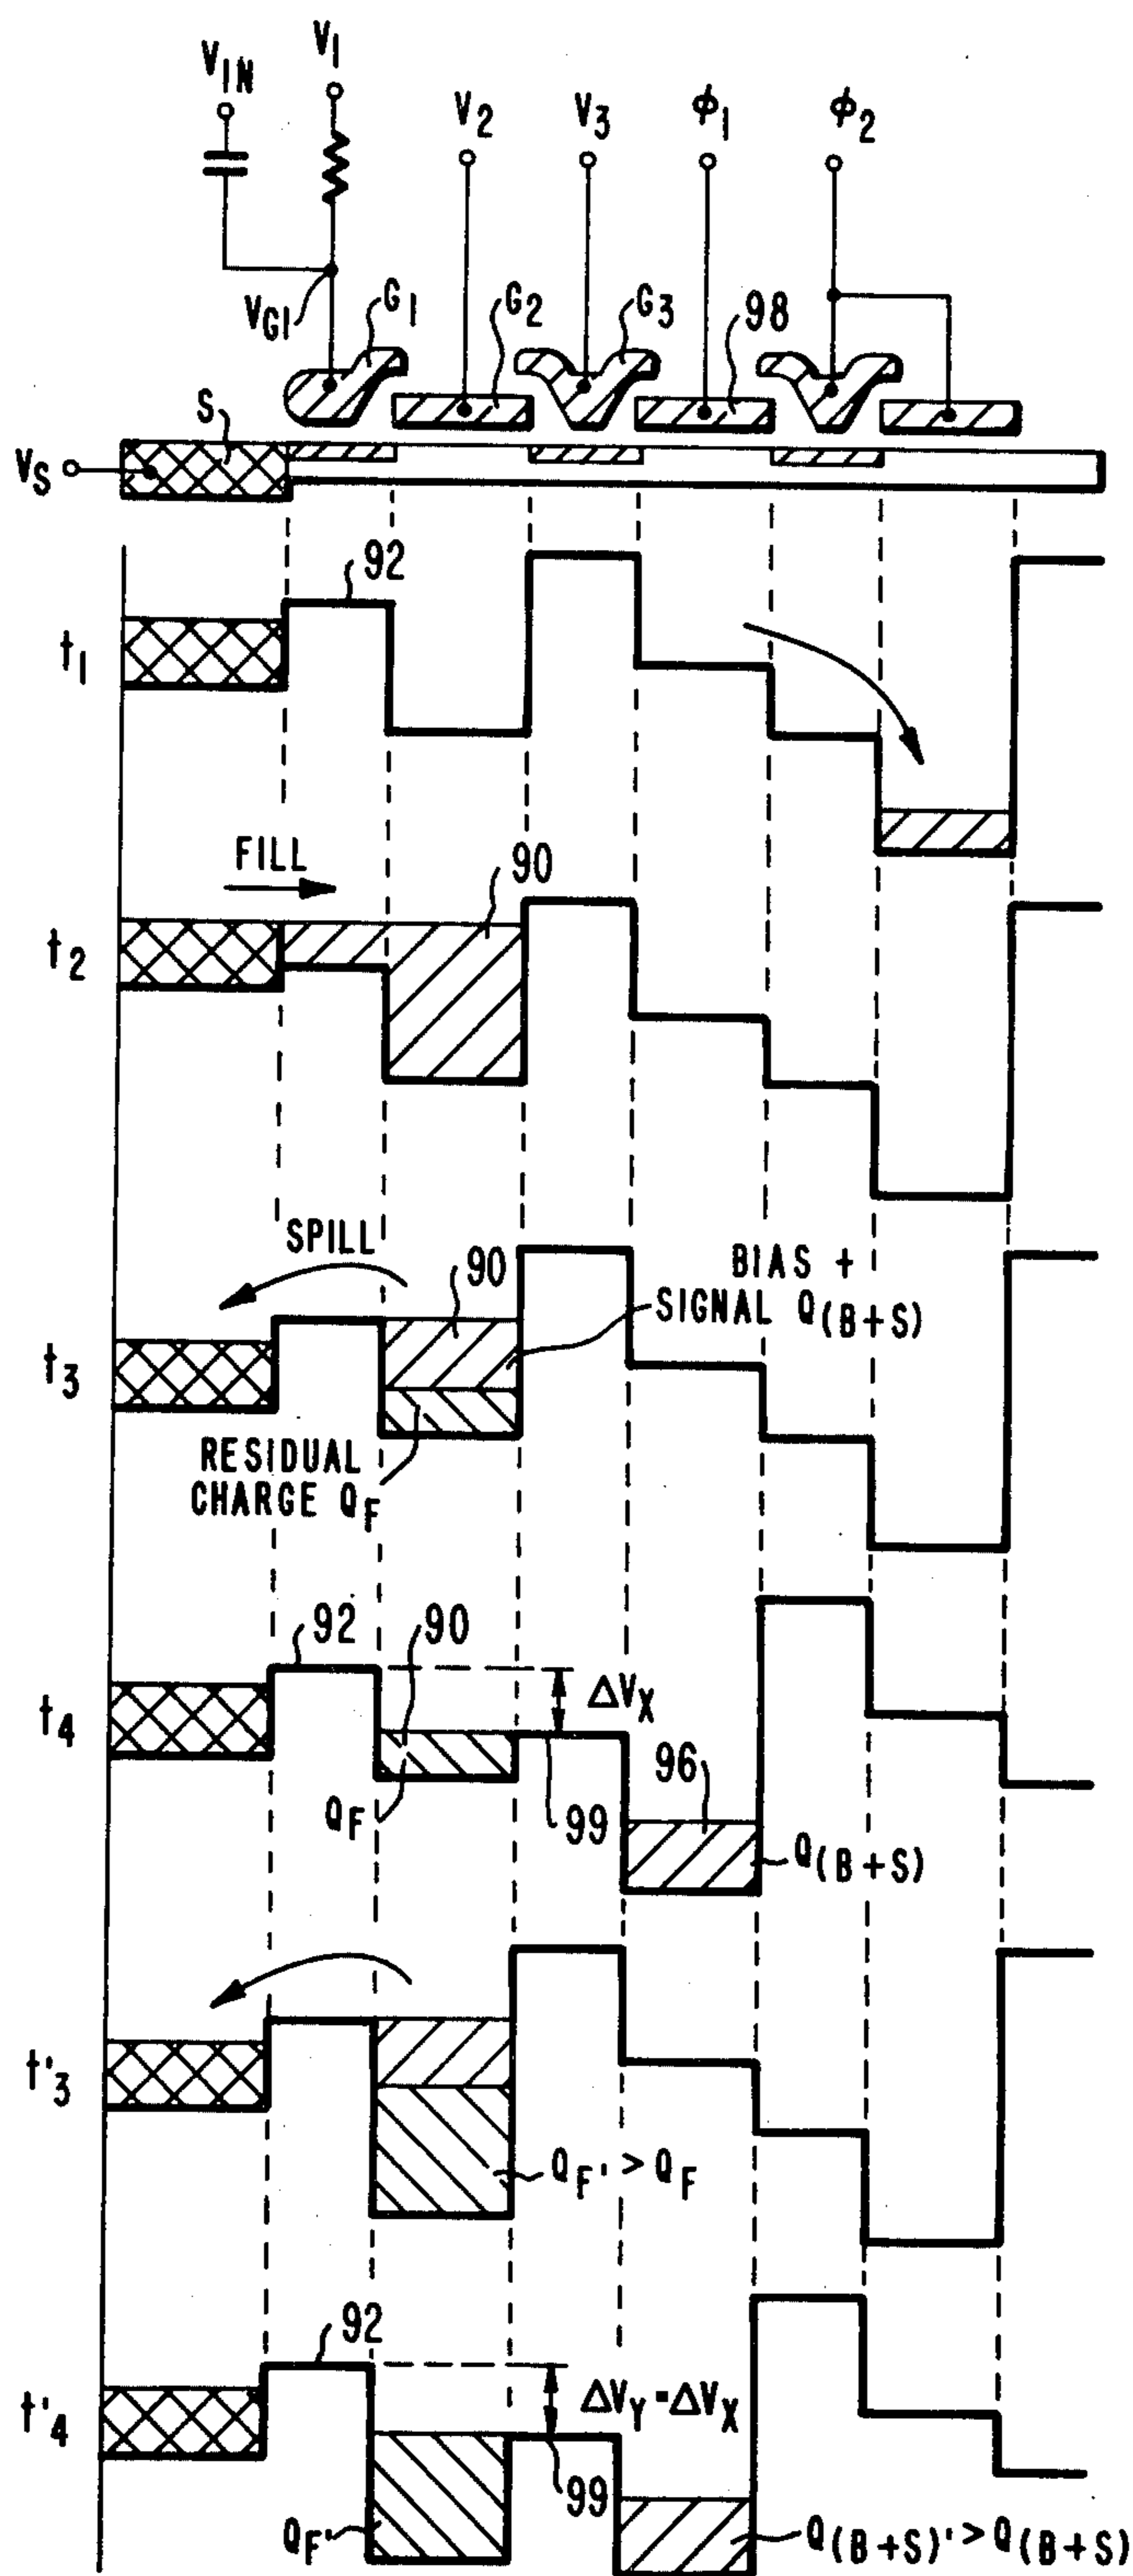 V_IN
V_1
V_2
V_3
ϕ_1
ϕ_2
V_G1
G_1
G_2
G_3
98
S
V_S
92
t_1
FILL
90
t_2
SPILL
90
BIAS +
SIGNAL Q_(B+S)
t_3
RESIDUAL
CHARGE Q_F
92
90
ΔV_X
t_4
96
Q_F
99
Q_(B+S)
t'_3
Q_F' > Q_F
92
ΔV_Y = ΔV_X
t'_4
99
Q_F'
Q_(B+S)' > Q_(B+S)